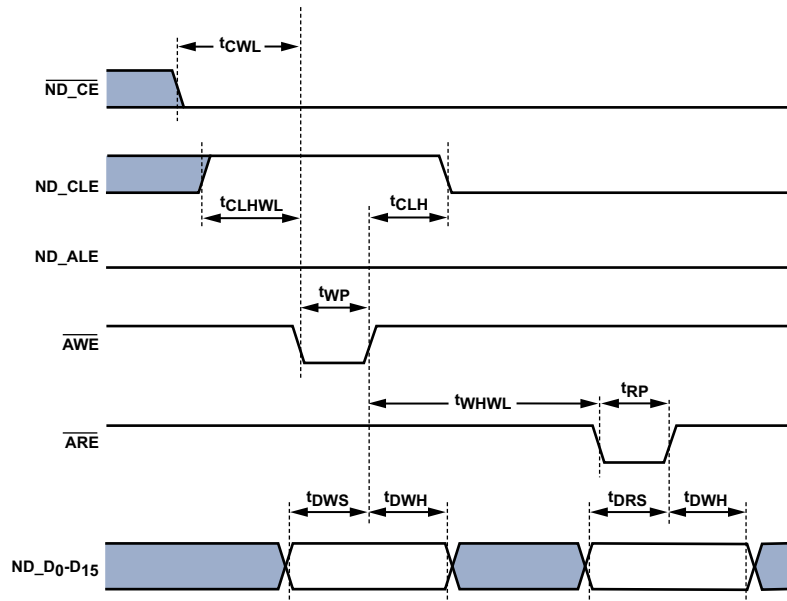 tCWL
ND_CE
ND_CLE
tCLHWL
tCLH
ND_ALE
tWP
AWE
tWHWL
tRP
ARE
tDWS
tDWH
tDRS
tDWH
ND_D0-D15